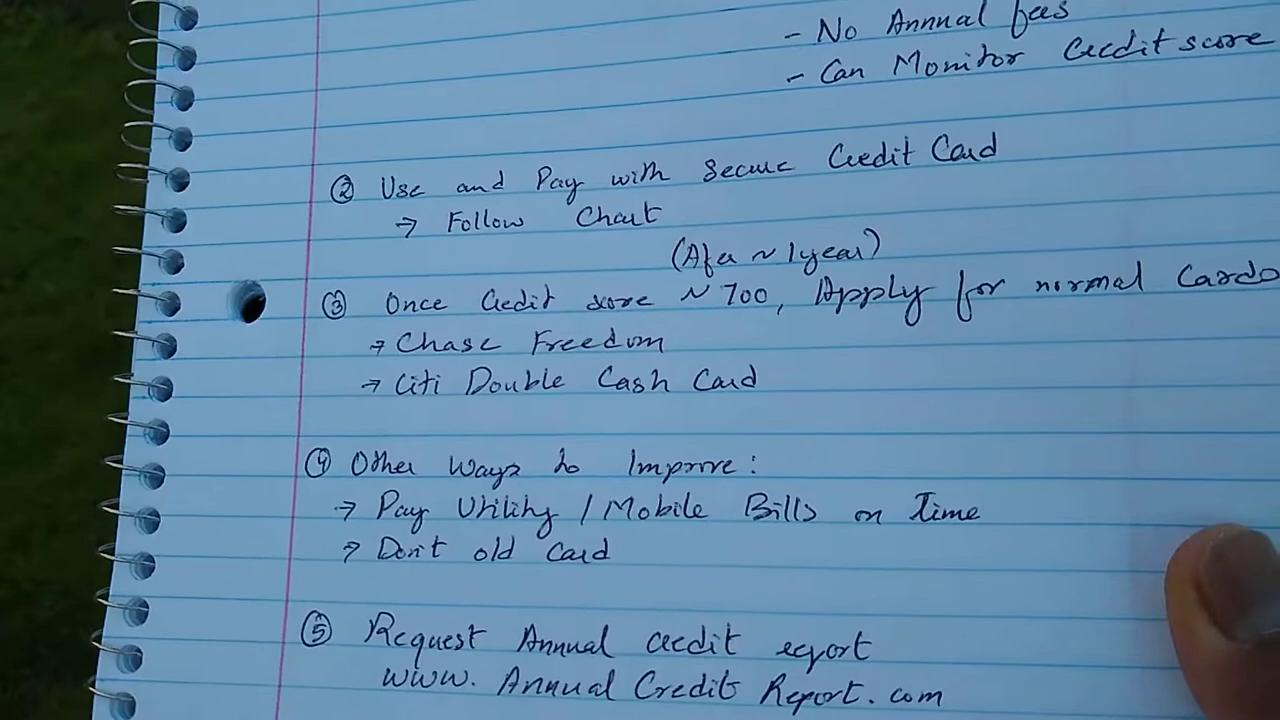 - No Annual fees
- Can Monitor Credit score
② Use and Pay with Secure Credit Card
→ Follow Chart
(After ~ 1 year)
③ Once Credit score ~ 700, Apply for normal Cards
→ Chase Freedom
→ Citi Double Cash Card
④ Other Ways to Improve:
→ Pay Utility / Mobile Bills on Time
→ Don't old Card
⑤ Request Annual credit report
www. Annual Credit Report. com